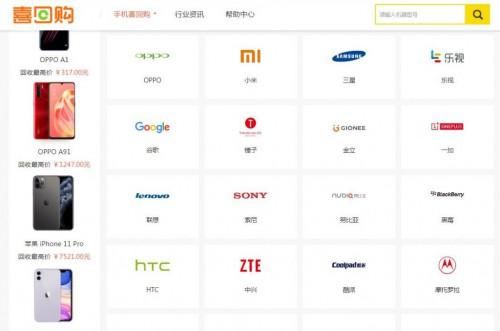 喜回购
手机喜回购
行业资讯
帮助中心
请输入机器型号
OPPO A1
回收最高价 ￥317.00元
OPPO A91
回收最高价 ￥1247.00元
苹果 iPhone 11 Pro
回收最高价 ￥7521.00元
oppo
MI
SAMSUNG
乐视
OPPO
小米
三星
乐视
Google
GIONEE
ONEPLUS
谷歌
锤子
金立
一加
lenovo
SONY
nubia
BlackBerry
联想
索尼
努比亚
黑莓
hTC
ZTE
Coolpad 酷派
HTC
中兴
酷派
摩托罗拉